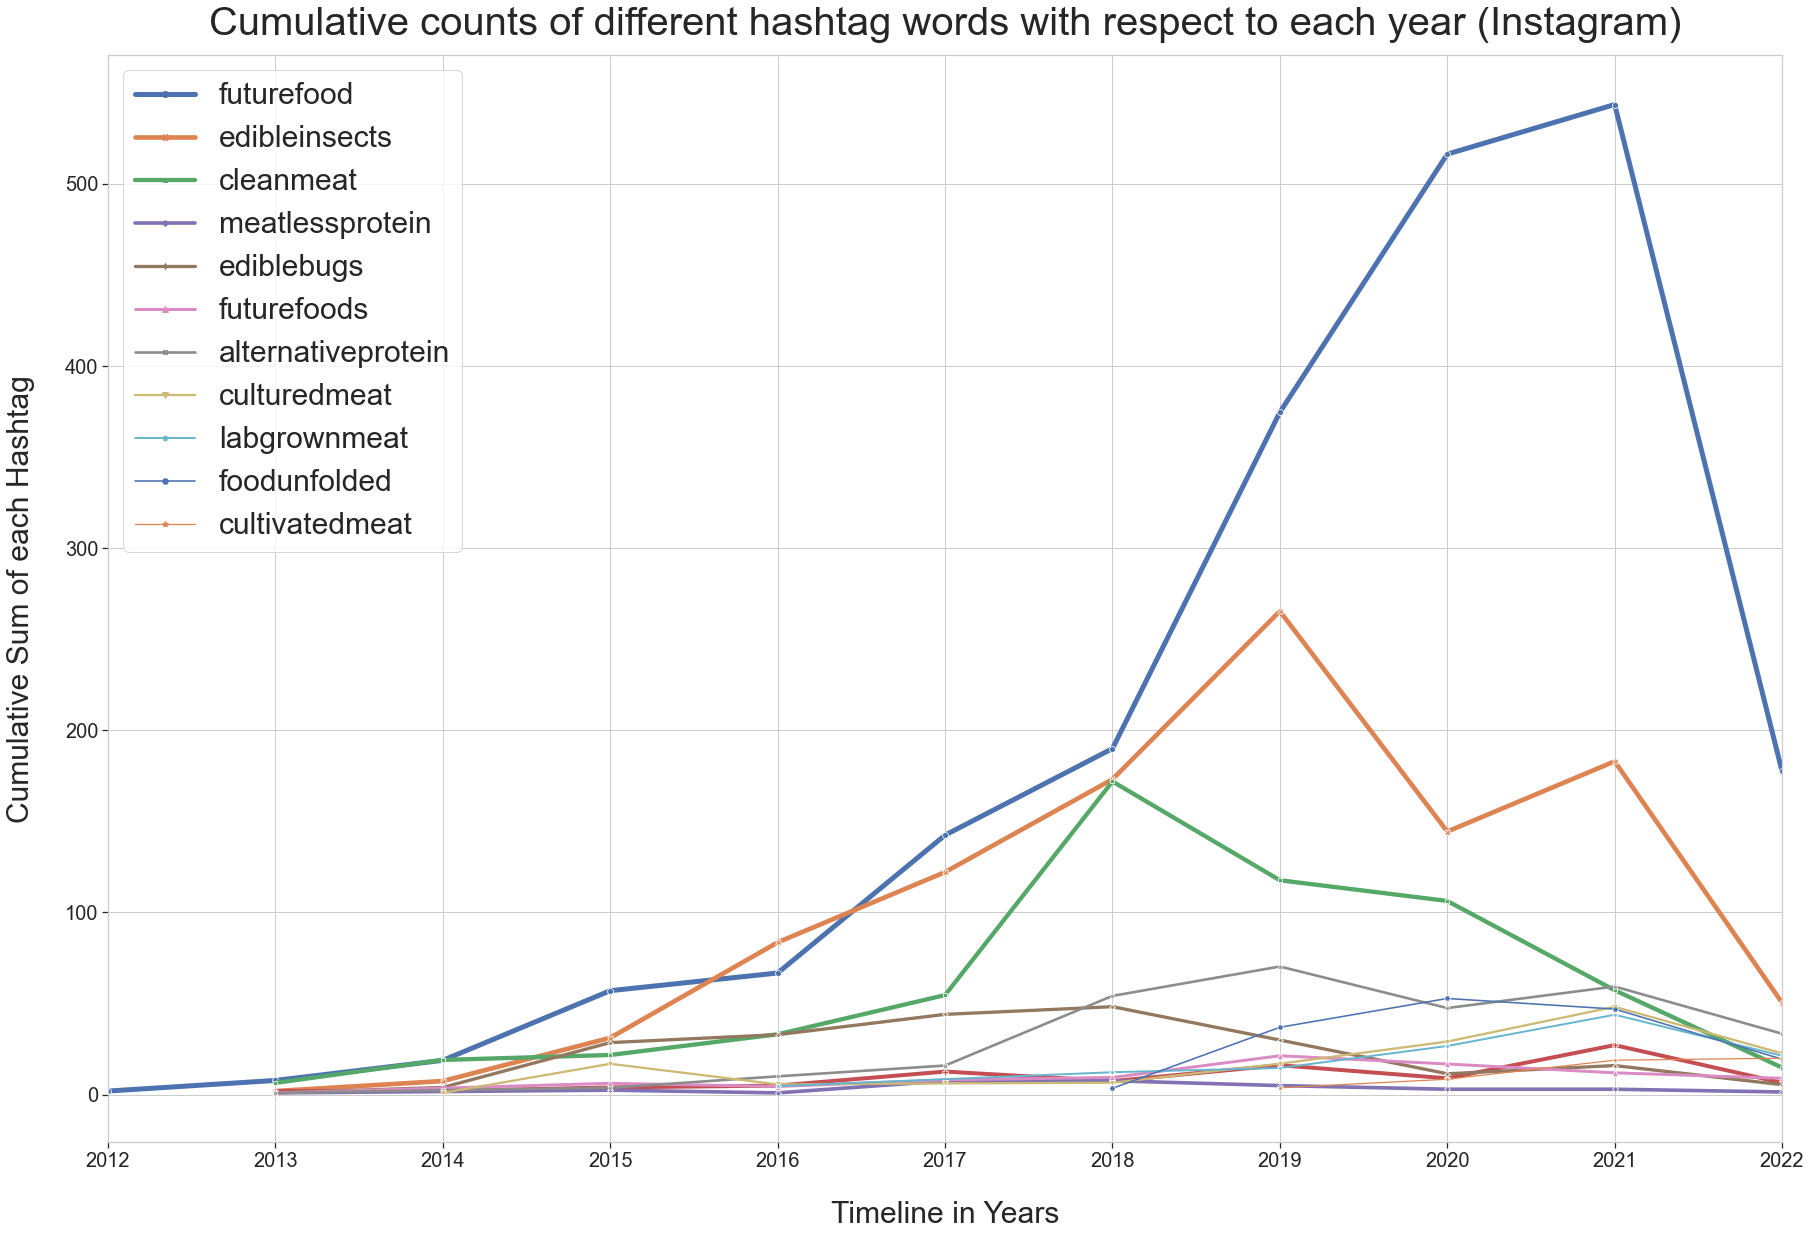 Cumulative counts of different hashtag words with respect to each year (Instagram)
futurefood
edibleinsects
cleanmeat
meatlessprotein
ediblebugs
futurefoods
alternativeprotein
culturedmeat
labgrownmeat
foodunfolded
cultivatedmeat
Cumulative Sum of each Hashtag
500
400
300
200
100
0
2012 2013 2014 2015 2016 2017 2018 2019 2020 2021 2022
Timeline in Years